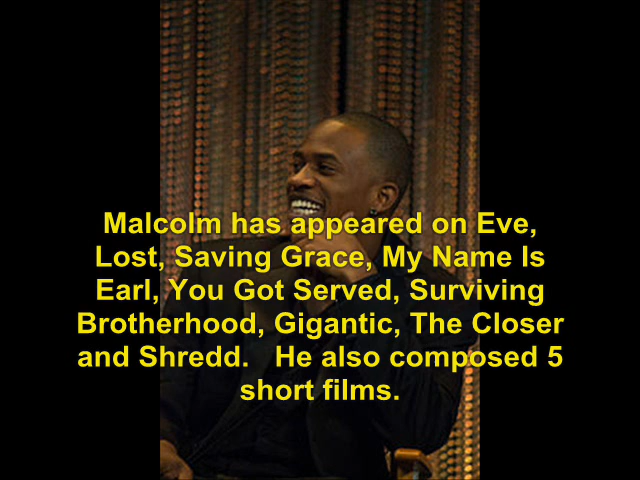 Malcolm has appeared on Eve,
Lost, Saving Grace, My Name Is
Earl, You Got Served, Surviving
Brotherhood, Gigantic, The Closer
and Shredd.   He also composed 5
short films.